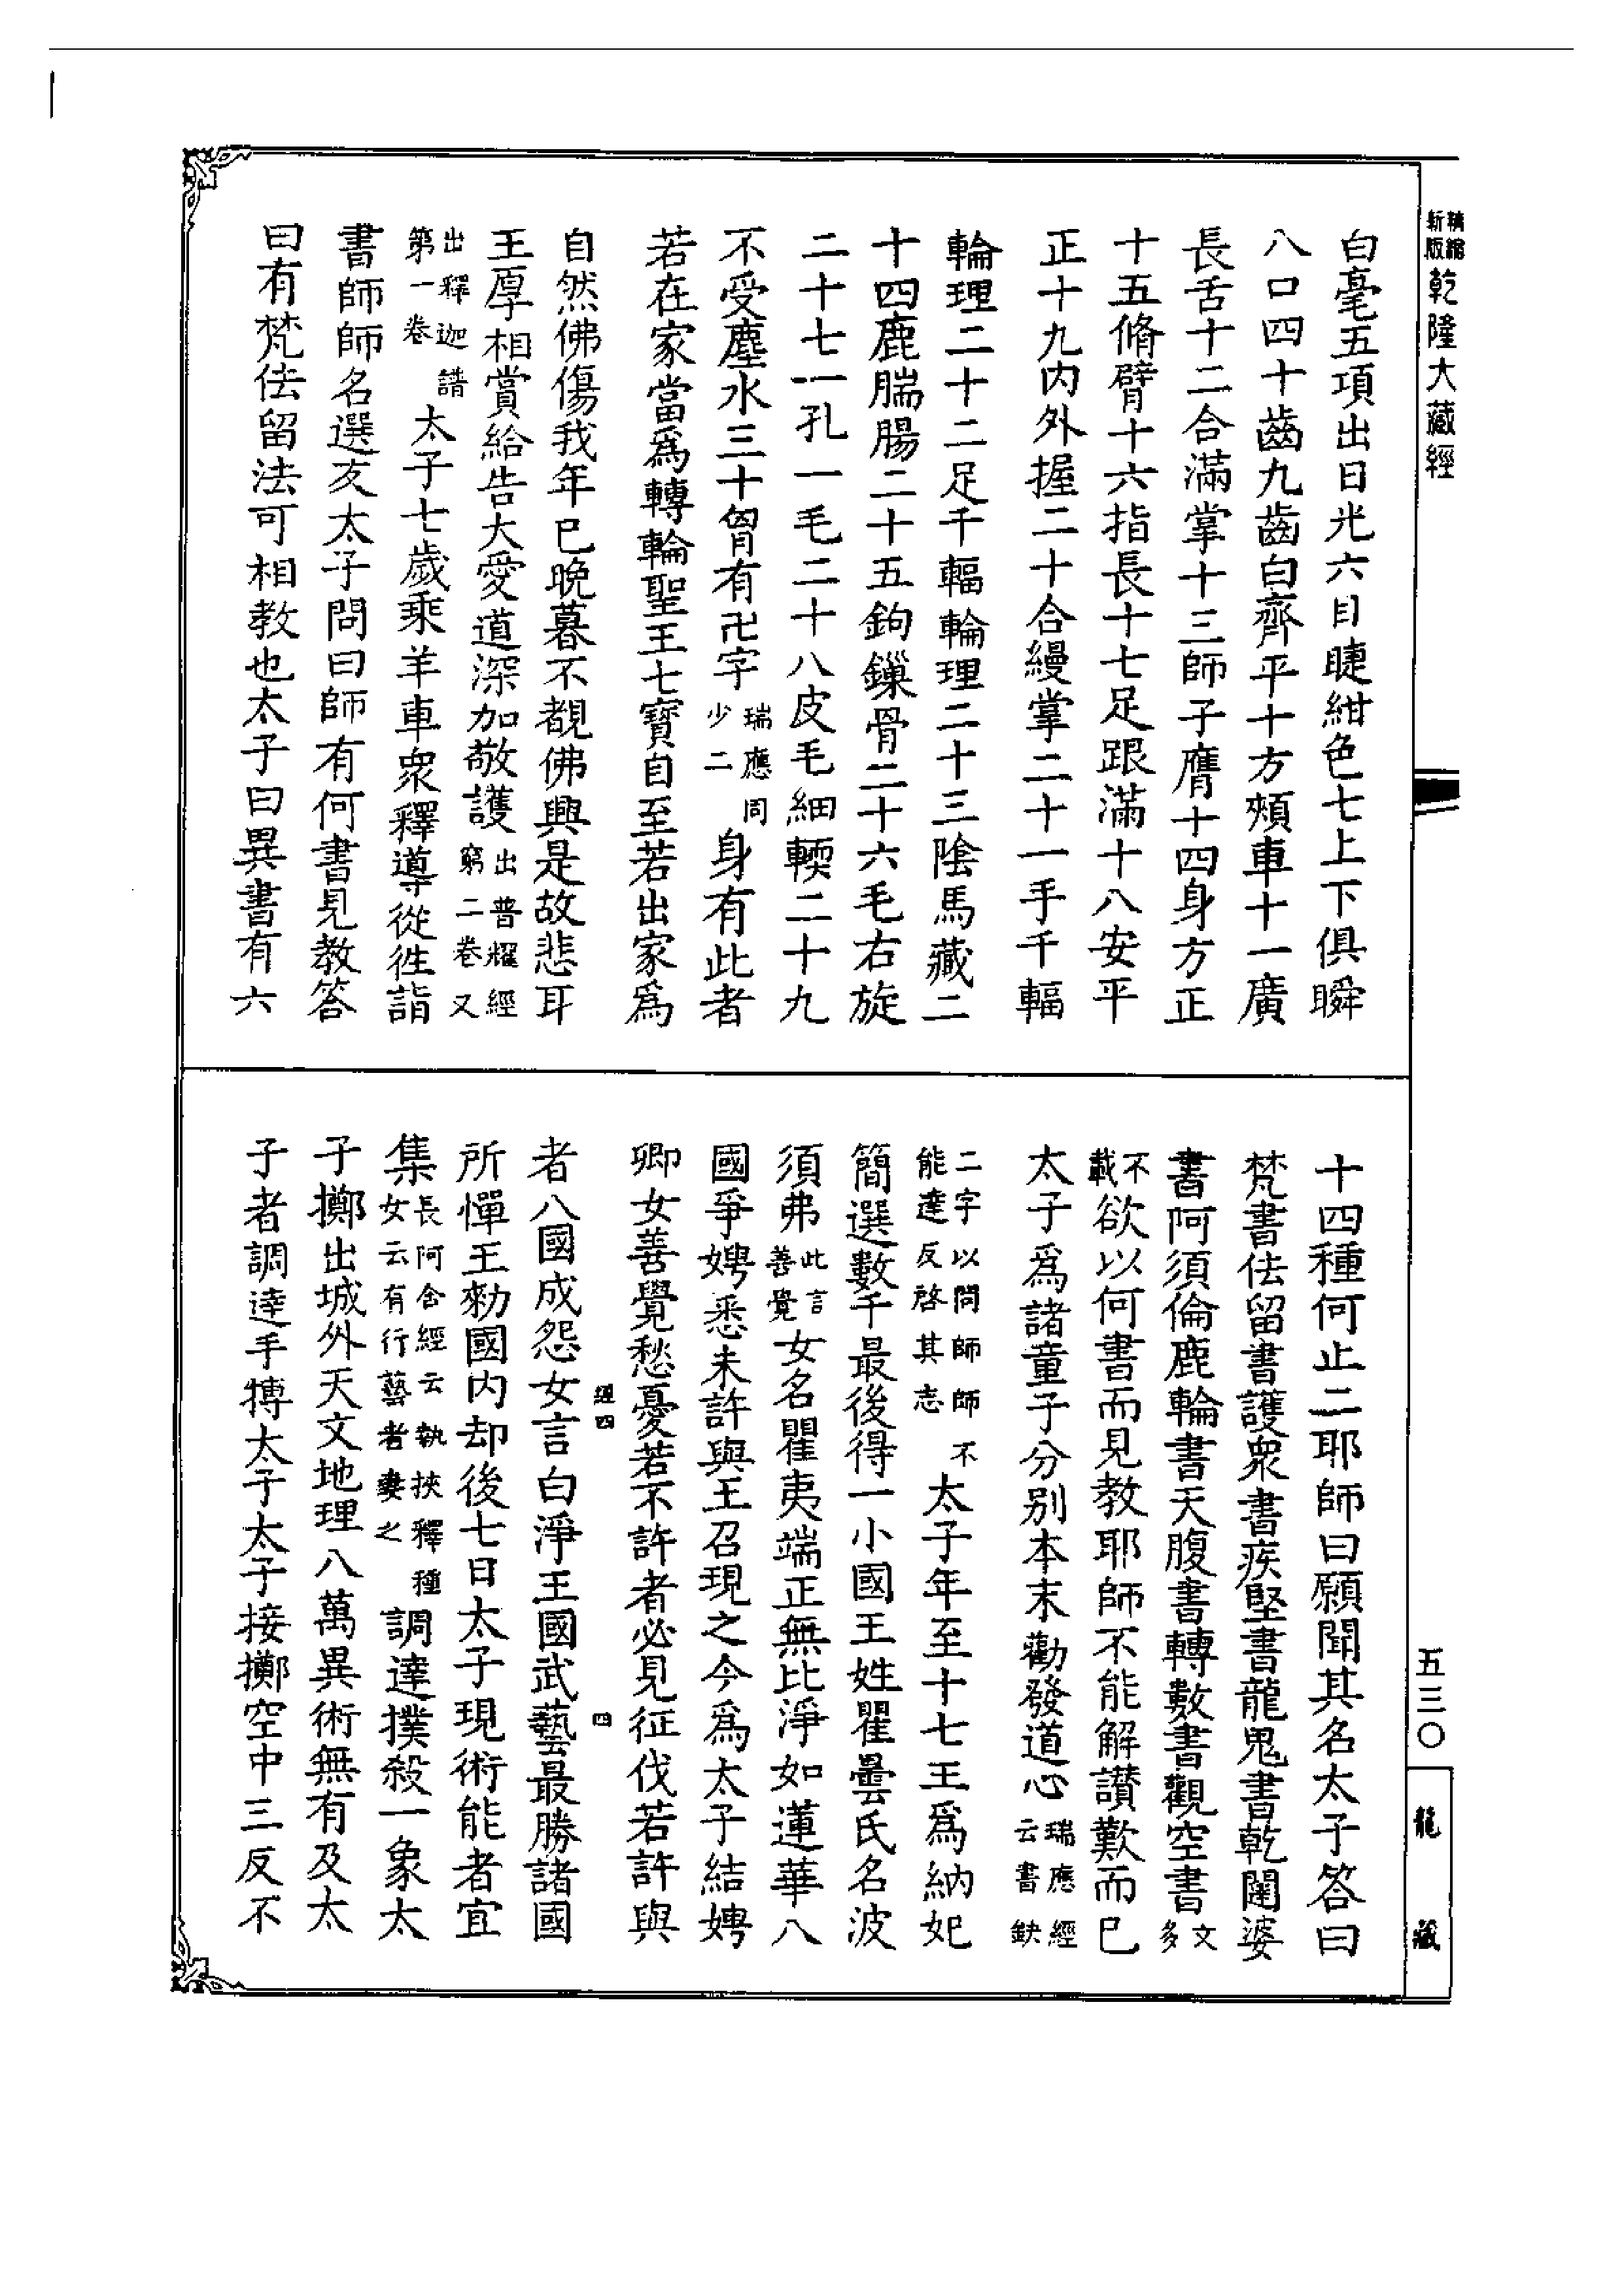 精縮
新版
乾隆大藏經
白毫五項出日光六目睫紺色七上下俱瞬
八口四十齒九齒白齊平十方頰車十一廣
長舌十二合滿掌十三師子膺十四身方正
十五脩臂十六指長十七足跟滿十八安平
正十九内外握二十合縵掌二十一手千輻
輪理二十二足千輻輪理二十三陰馬藏二
十四鹿腨腸二十五鉤鏁骨二十六毛右旋
二十七一孔一毛二十八皮毛細輭二十九
不受塵水三十胷有卍字瑞應同少二身有此者
若在家當爲轉輪聖王七寶自至若出家爲
自然佛傷我年已晚暮不覩佛興是故悲耳
王厚相賞給告大愛道深加敬護出普耀經第二卷又
出釋迦譜第一卷太子七歲乘羊車衆釋導從徃詣
書師師名選友太子問曰師有何書見教答
曰有梵佉留法可相教也太子曰異書有六
十四種何止二耶師曰願聞其名太子答曰
梵書佉留書護衆書疾堅書龍鬼書乾闥婆
書阿須倫鹿輪書天腹書轉數書觀空書文多
不載欲以何書而見教耶師不能解讃歎而已
太子爲諸童子分别本末勸發道心瑞應經云書缺
二字以問師師不能達反啓其志太子年至十七王爲納妃
簡選數千最後得一小國王姓瞿曇氏名波
須弗此言善覺女名瞿夷端正無比淨如蓮華八
國爭娉悉未許與王召現之今爲太子結娉
卿女善覺愁憂若不許者必見征伐若許與
者八國成怨女言白淨王國武藝最勝諸國
所憚王勑國内却後七日太子現術能者宜
集長阿含經云執挾釋種女云有行藝者妻之調達撲殺一象太
子擲出城外天文地理八萬異術無有及太
子者調達手搏太子太子接擲空中三反不
四
五三〇
龍藏